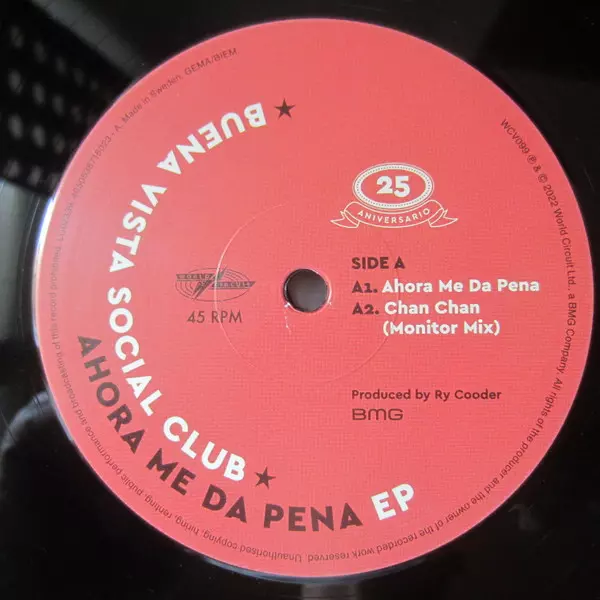 ★ BUENA VISTA SOCIAL CLUB ★
AHORA ME DA PENA EP
25
ANIVERSARIO
SIDE A
A1. Ahora Me Da Pena
A2. Chan Chan
(Monitor Mix)
WORLD CIRCUIT
45 RPM
Produced by Ry Cooder
BMG
WCV099 ℗ & © 2022 World Circuit Ltd., a BMG Company. All rights of the producer and the owner of the recorded work reserved. Unauthorised copying, hiring, renting, public performance and broadcasting of this record prohibited.
- A. Made in Sweden. GEMA/BIEM